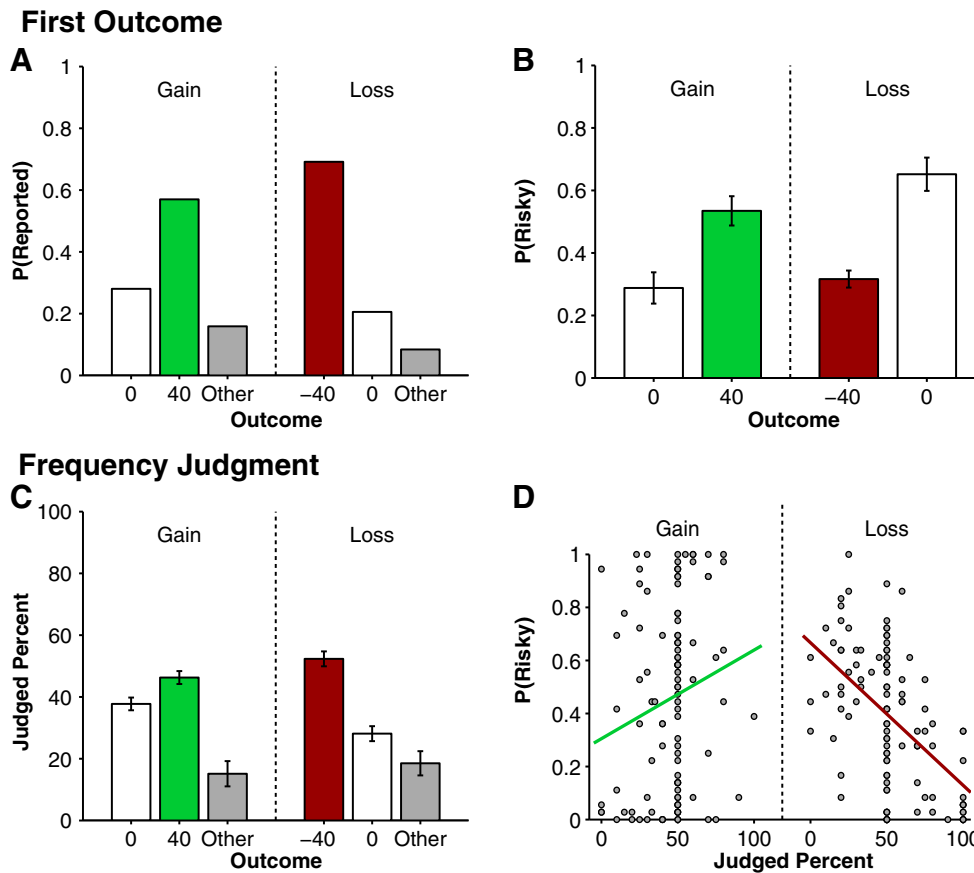 First Outcome
A
Gain
Loss
P(Reported)
1
0.8
0.6
0.4
0.2
0
0 40 Other −40 0 Other
Outcome
B
Gain
Loss
P(Risky)
1
0.8
0.6
0.4
0.2
0
0 40 −40 0
Outcome
Frequency Judgment
C
Gain
Loss
Judged Percent
100
80
60
40
20
0
0 40 Other −40 0 Other
Outcome
D
Gain
Loss
P(Risky)
1
0.8
0.6
0.4
0.2
0
0 50 100 0 50 100
Judged Percent